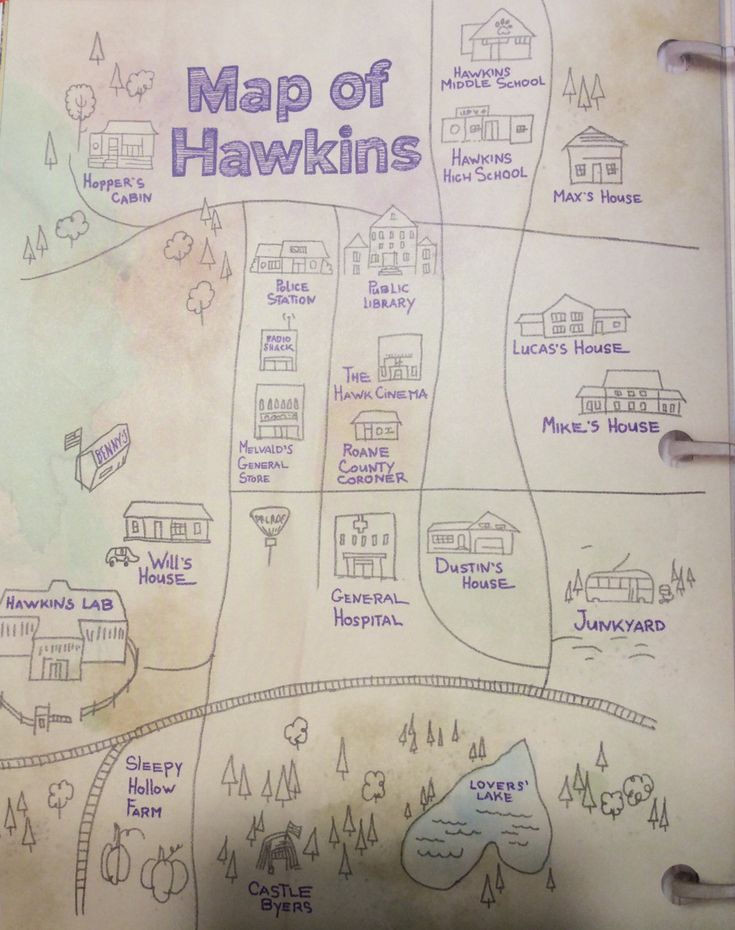 Map of
Hawkins
HAWKINS
MIDDLE SCHOOL
HAWKINS
HIGH SCHOOL
HOPPER'S
CABIN
MAX'S HOUSE
POLICE
STATION
PUBLIC
LIBRARY
RADIO
SHACK
THE
HAWK CINEMA
LUCAS'S HOUSE
MIKE'S HOUSE
MELVALD'S
GENERAL
STORE
ROANE
COUNTY
CORONER
BENNY'S
PALACE
WILL'S
HOUSE
DUSTIN'S
HOUSE
GENERAL
HOSPITAL
HAWKINS LAB
JUNKYARD
SLEEPY
HOLLOW
FARM
LOVERS'
LAKE
CASTLE
BYERS